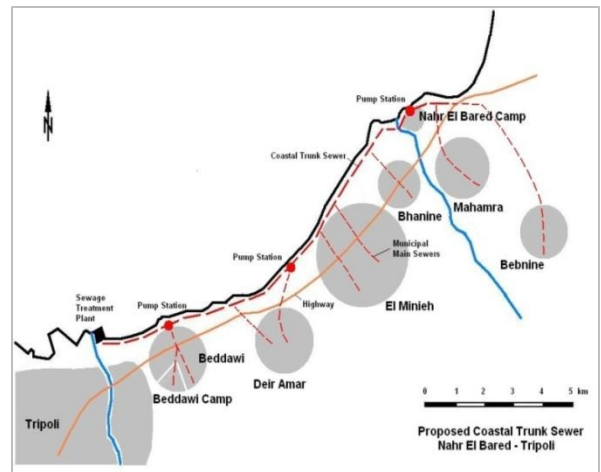 N
Pump Station
Nahr El Bared Camp
Coastal Trunk Sewer
Mahamra
Bhanine
Municipal
Main Sewers
Bebnine
Pump Station
El Minieh
Highway
Sewage
Treatment
Plant
Pump Station
Beddawi
Deir Amar
Beddawi Camp
Tripoli
0 1 2 3 4 5 km
Proposed Coastal Trunk Sewer
Nahr El Bared - Tripoli